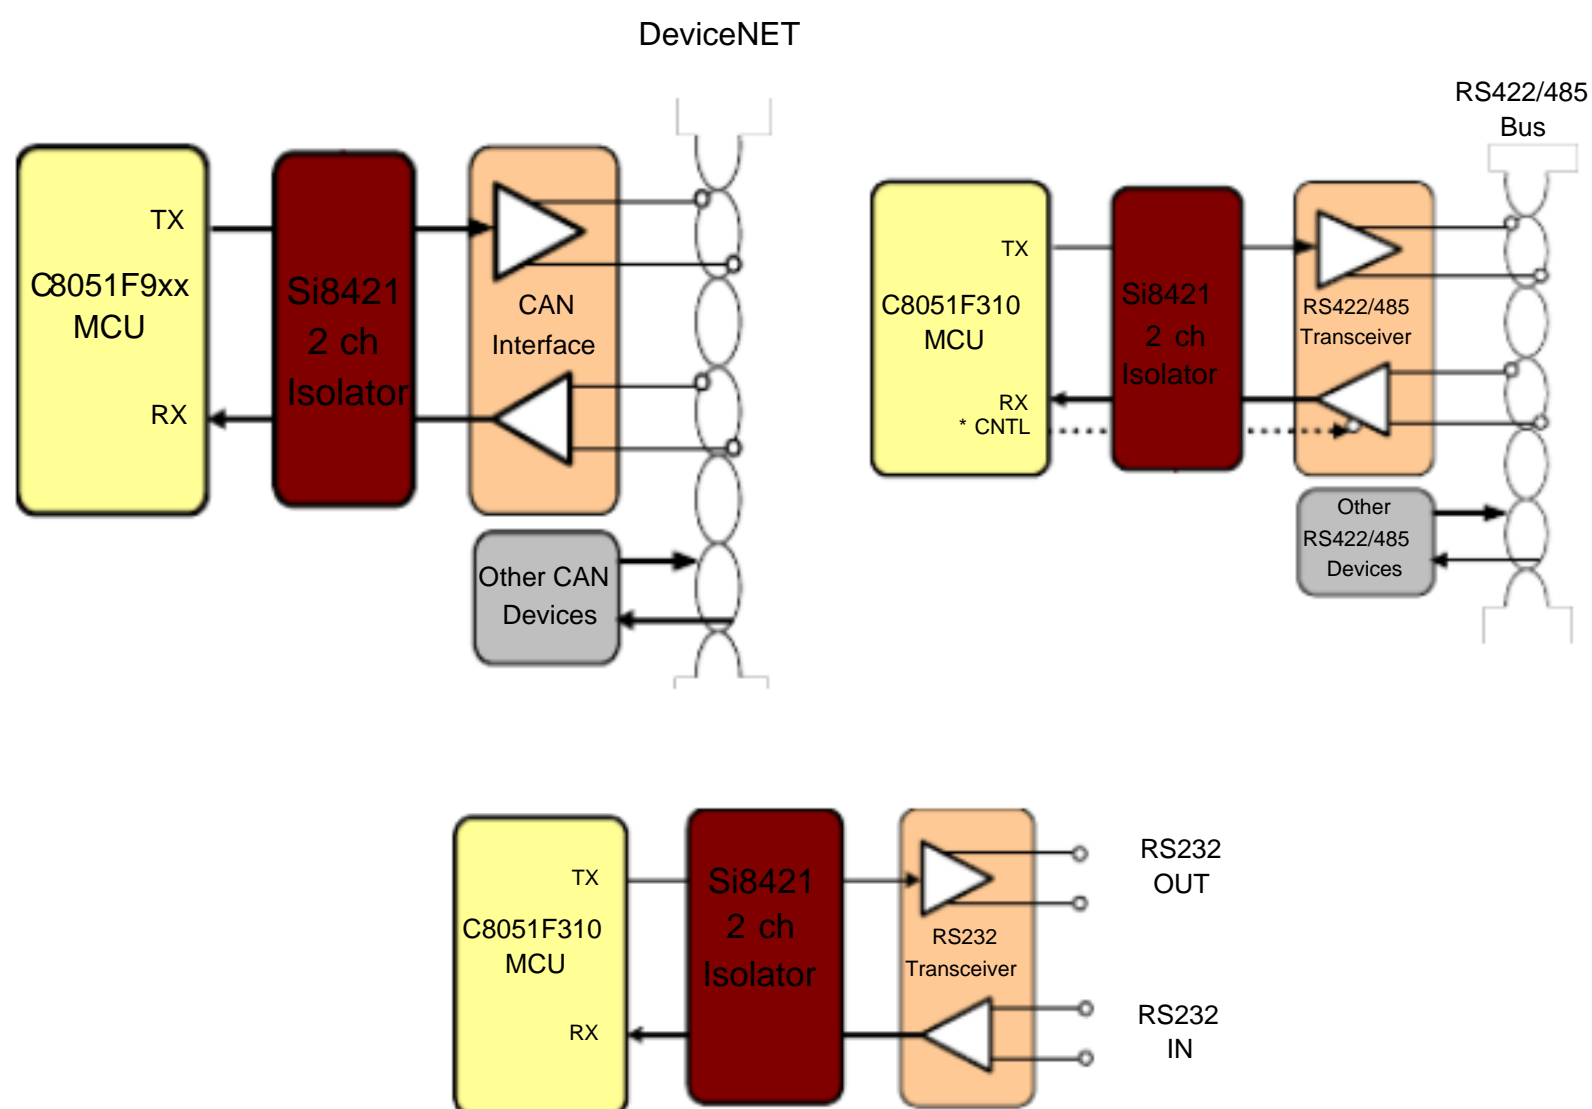 DeviceNET
TX
C8051F9xx
MCU
RX
Si8421
2 ch
Isolator
CAN
Interface
Other CAN
Devices
RS422/485
Bus
TX
C8051F310
MCU
RX
* CNTL
Si8421
2 ch
Isolator
RS422/485
Transceiver
Other
RS422/485
Devices
TX
C8051F310
MCU
RX
Si8421
2 ch
Isolator
RS232
Transceiver
RS232
OUT
RS232
IN